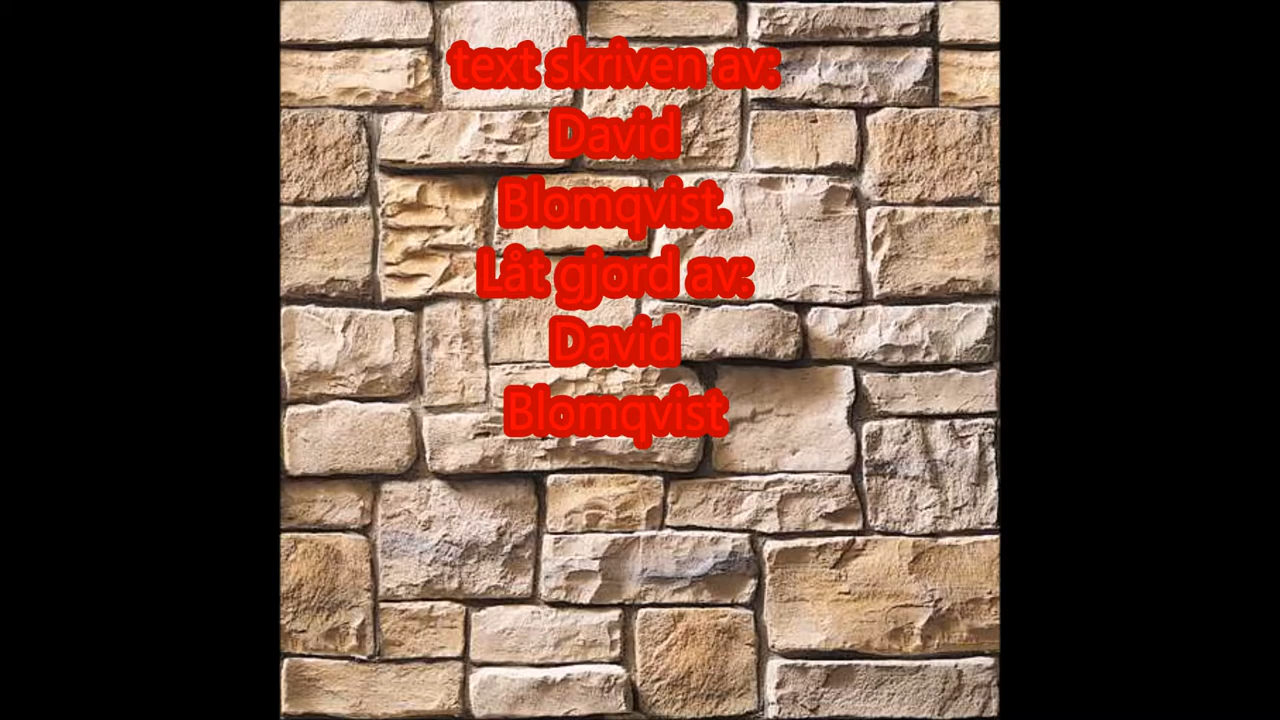 text skriven av:
David
Blomqvist.
Låt gjord av:
David
Blomqvist